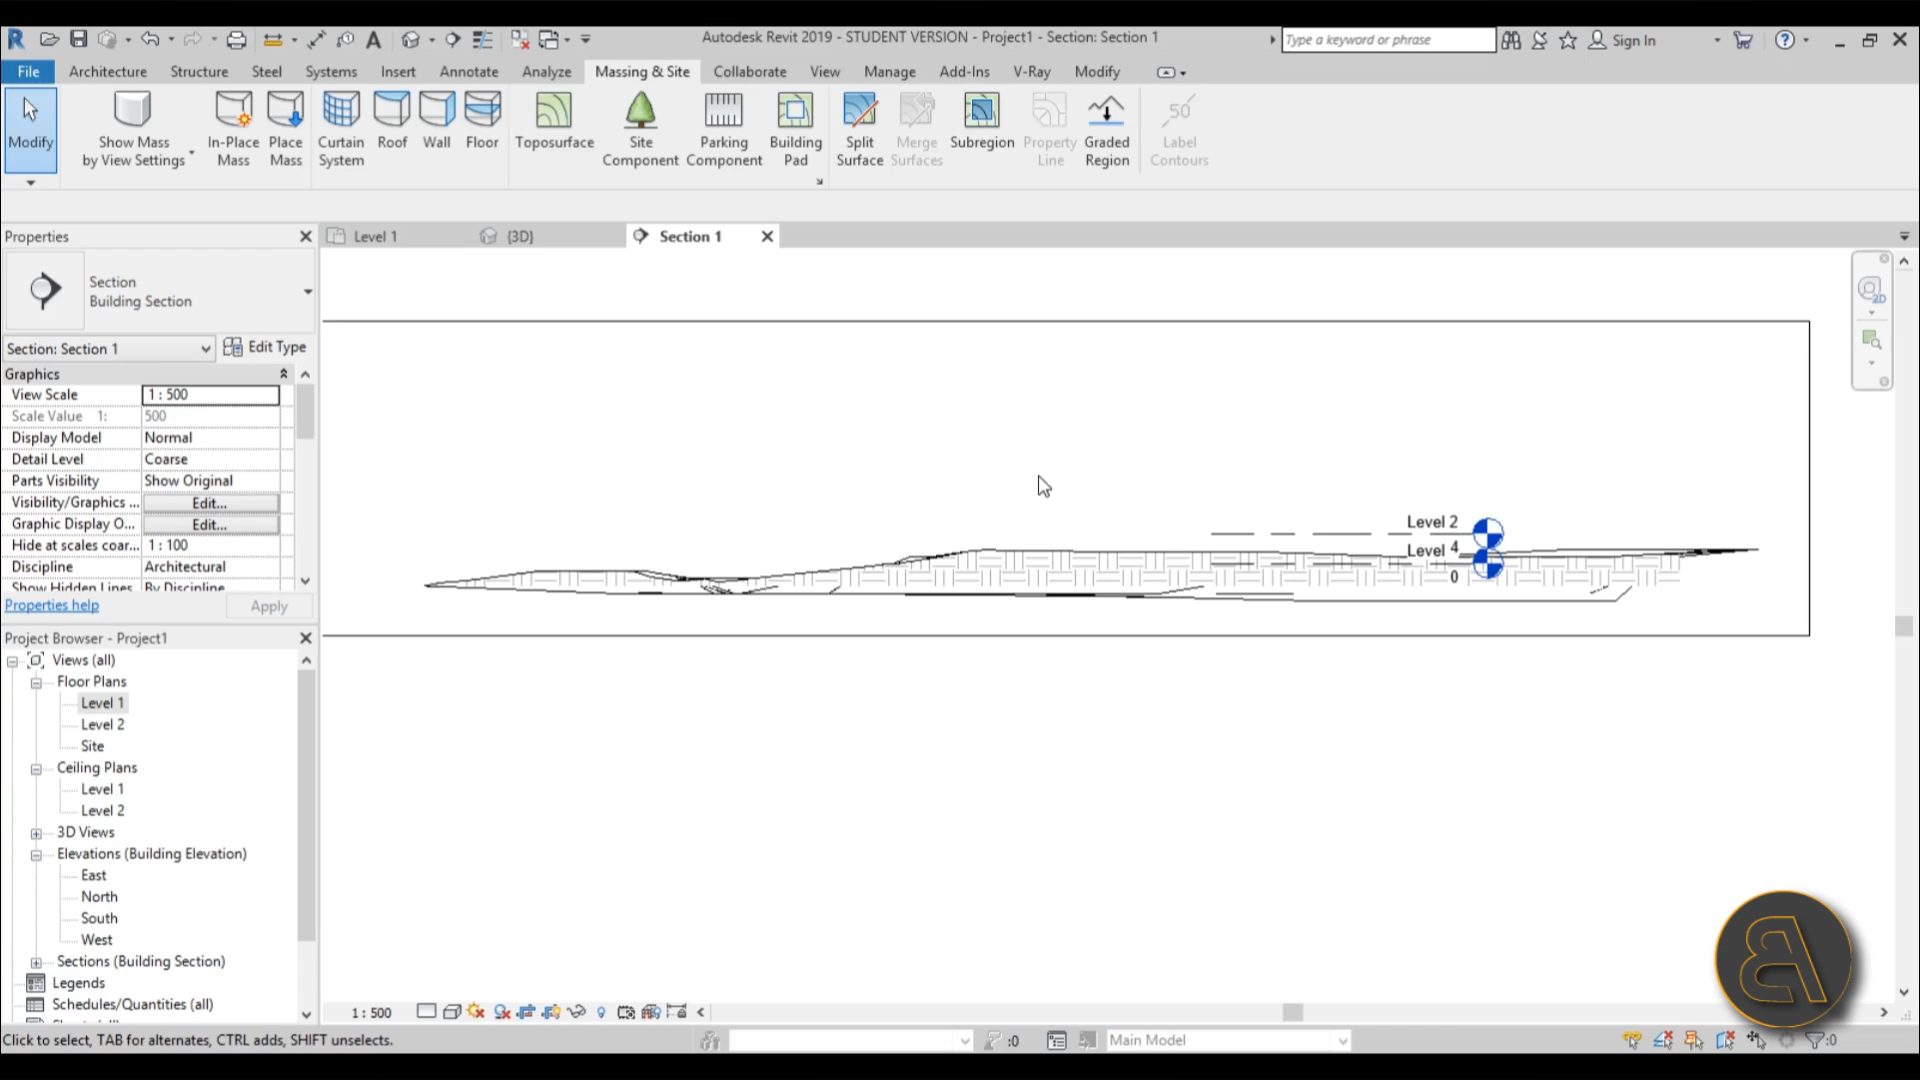 Autodesk Revit 2019 - STUDENT VERSION - Project1 - Section: Section 1
Type a keyword or phrase
Sign In
File Architecture Structure Steel Systems Insert Annotate Analyze Massing & Site Collaborate View Manage Add-Ins V-Ray Modify
Modify
Show Mass
by View Settings
In-Place
Mass
Place
Mass
Curtain
System
Roof
Wall
Floor
Toposurface
Site
Component
Parking
Component
Building
Pad
Split
Surface
Merge
Surfaces
Subregion
Property
Line
Graded
Region
50
Label
Contours
Properties
Level 1
{3D}
Section 1
Section
Building Section
Section: Section 1
Edit Type
Graphics
View Scale 1 : 500
Scale Value 1: 500
Display Model Normal
Detail Level Coarse
Parts Visibility Show Original
Visibility/Graphics ... Edit...
Graphic Display O... Edit...
Hide at scales coar... 1 : 100
Discipline Architectural
Show Hidden Lines By Discipline
Properties help
Apply
Project Browser - Project1
Views (all)
Floor Plans
Level 1
Level 2
Site
Ceiling Plans
Level 1
Level 2
3D Views
Elevations (Building Elevation)
East
North
South
West
Sections (Building Section)
Legends
Schedules/Quantities (all)
2D
Level 2
Level 4
0
1 : 500
Click to select, TAB for alternates, CTRL adds, SHIFT unselects.
:0
Main Model
:0